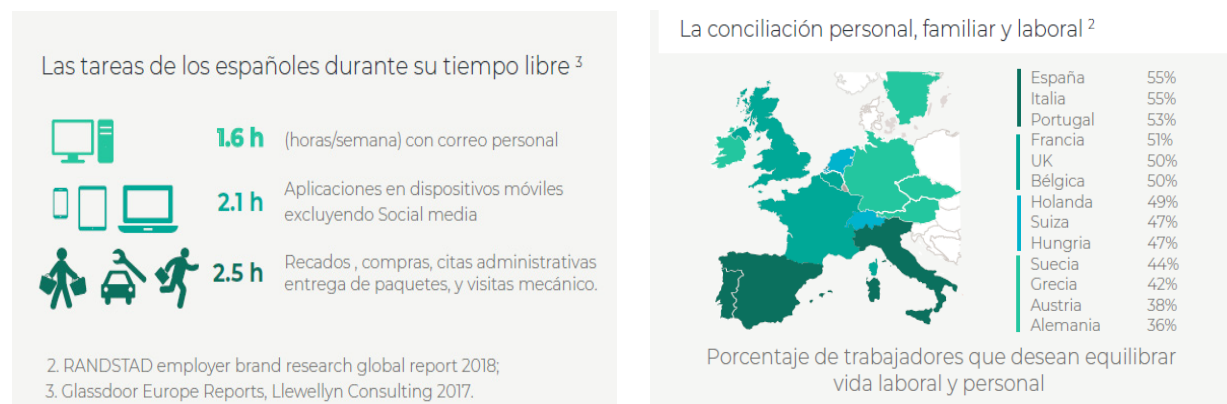 Las tareas de los españoles durante su tiempo libre ³
1.6 h (horas/semana) con correo personal
2.1 h Aplicaciones en dispositivos móviles
excluyendo Social media
2.5 h Recados , compras, citas administrativas
entrega de paquetes, y visitas mecánico.
2. RANDSTAD employer brand research global report 2018;
3. Glassdoor Europe Reports, Llewellyn Consulting 2017.
La conciliación personal, familiar y laboral ²
España 55%
Italia 55%
Portugal 53%
Francia 51%
UK 50%
Bélgica 50%
Holanda 49%
Suiza 47%
Hungria 47%
Suecia 44%
Grecia 42%
Austria 38%
Alemania 36%
Porcentaje de trabajadores que desean equilibrar
vida laboral y personal